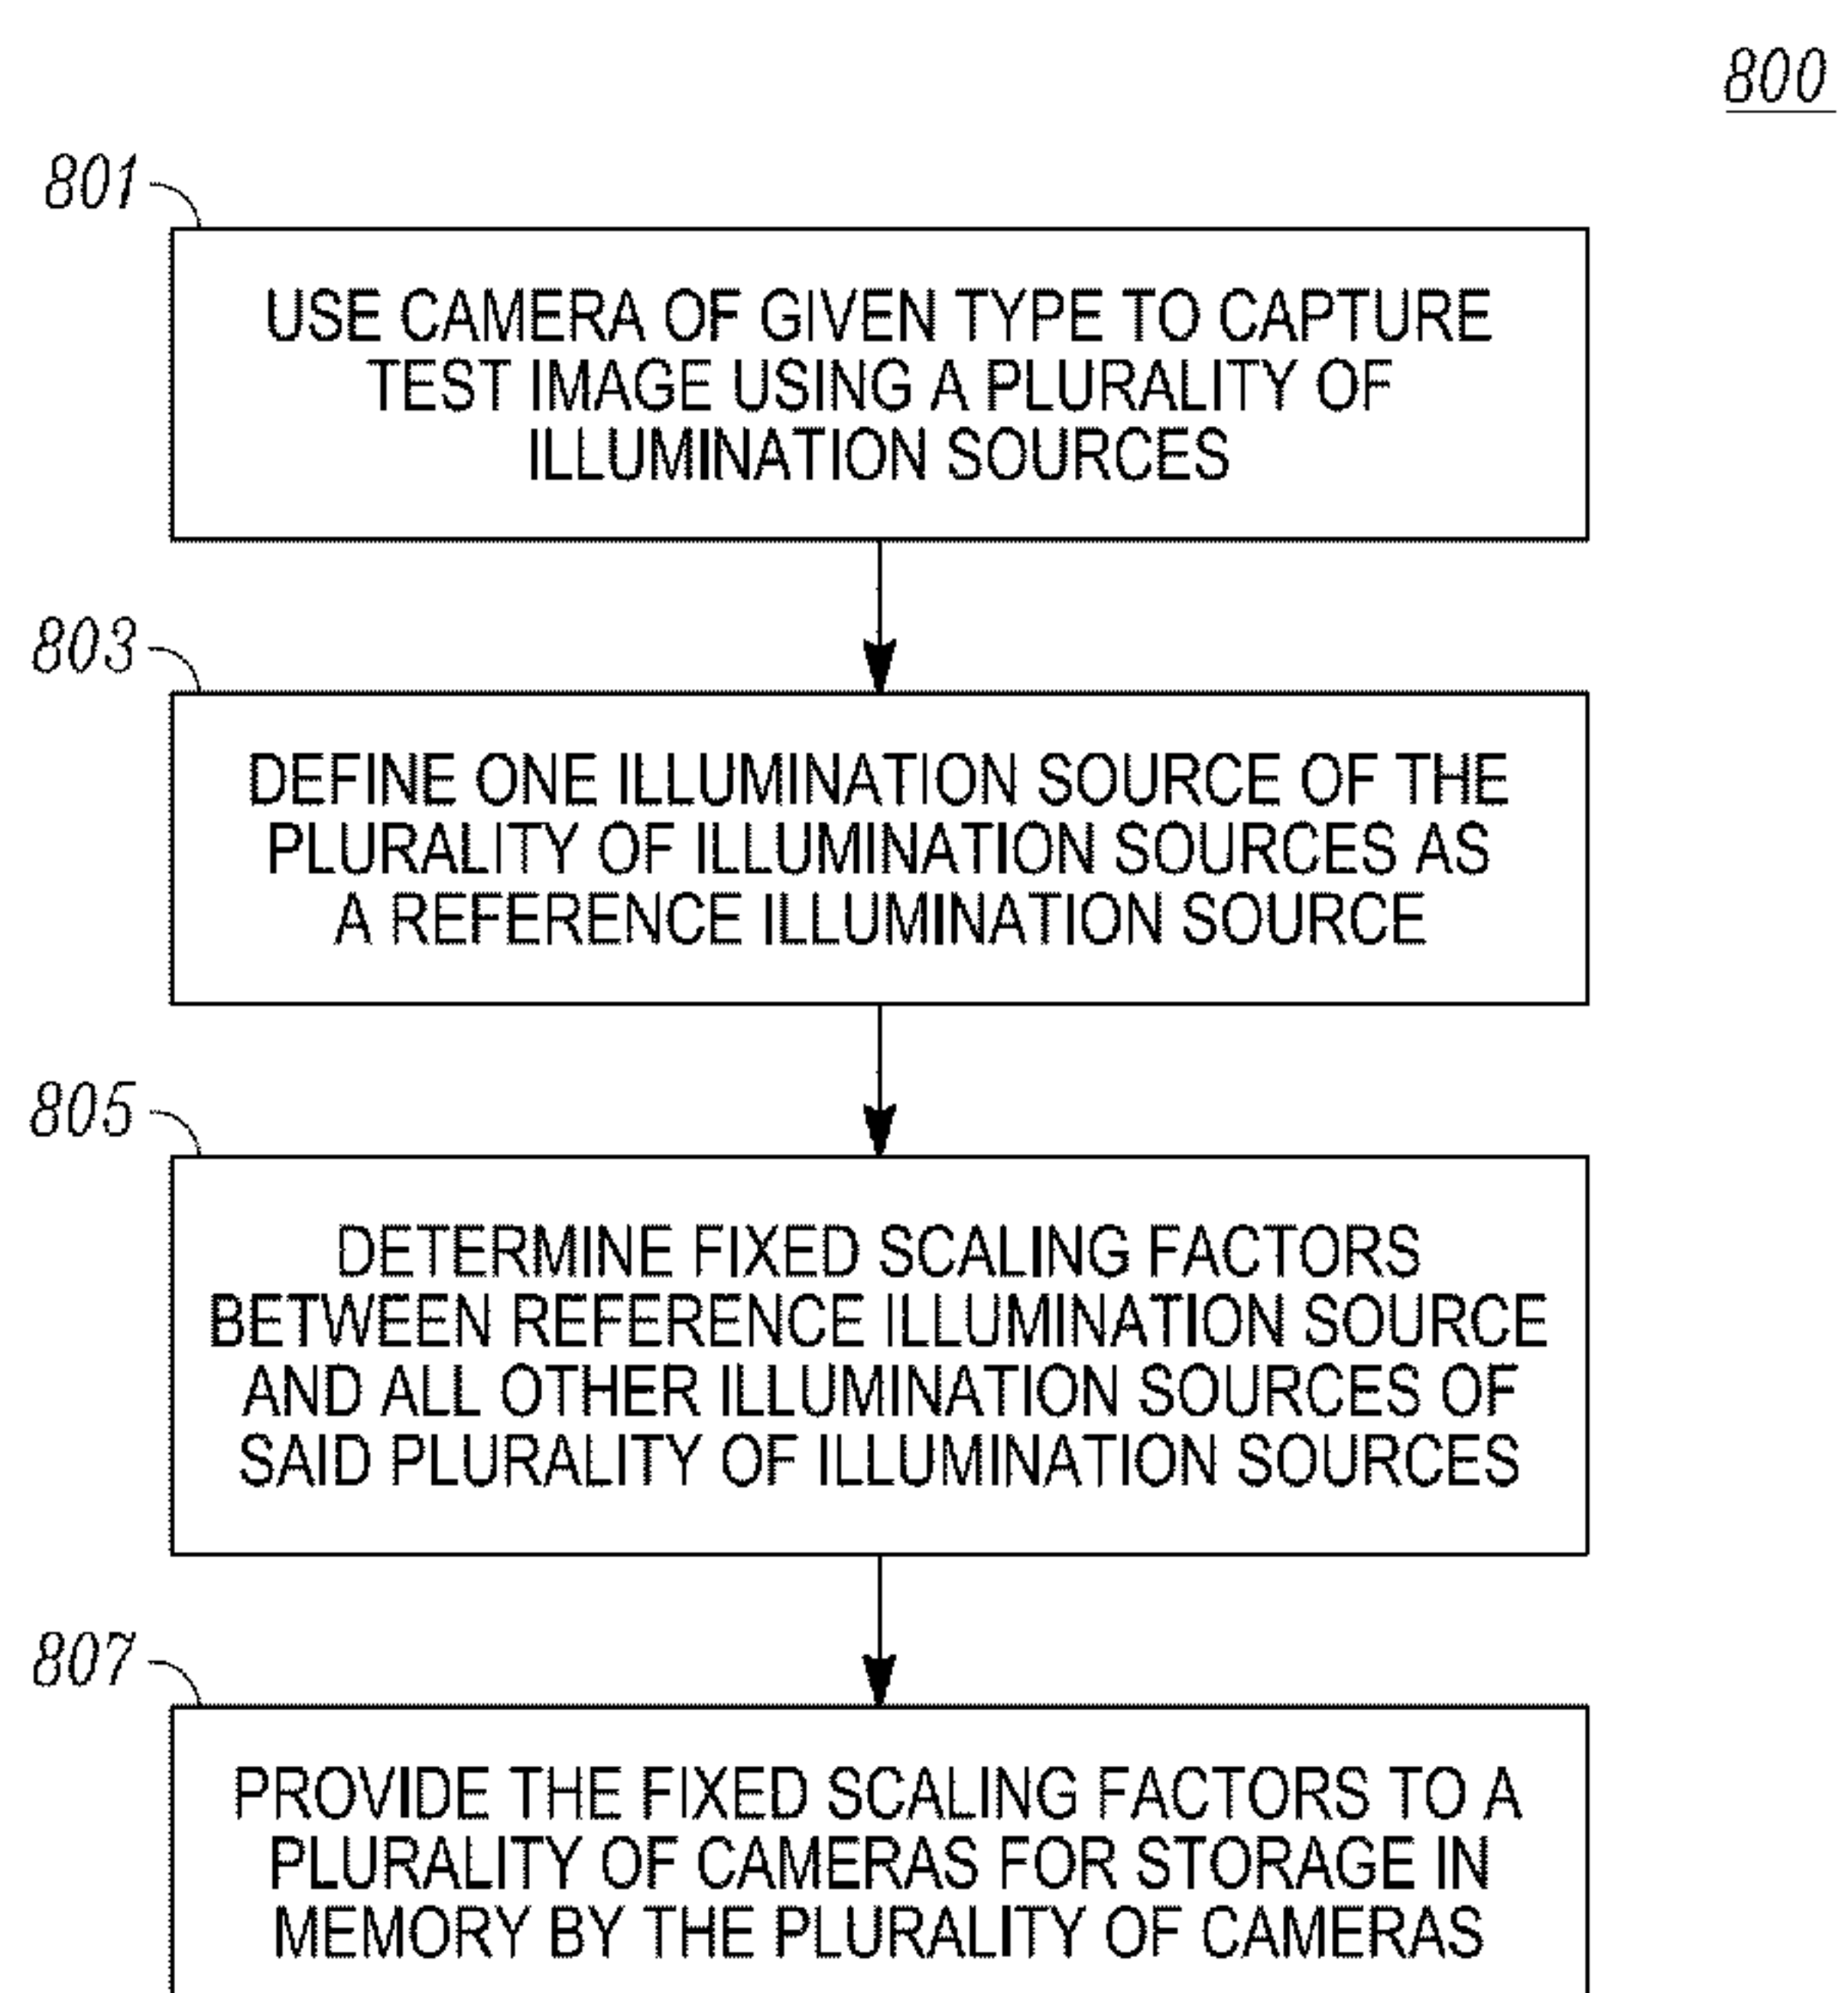 800
801
USE CAMERA OF GIVEN TYPE TO CAPTURE
TEST IMAGE USING A PLURALITY OF
ILLUMINATION SOURCES
803
DEFINE ONE ILLUMINATION SOURCE OF THE
PLURALITY OF ILLUMINATION SOURCES AS
A REFERENCE ILLUMINATION SOURCE
805
DETERMINE FIXED SCALING FACTORS
BETWEEN REFERENCE ILLUMINATION SOURCE
AND ALL OTHER ILLUMINATION SOURCES OF
SAID PLURALITY OF ILLUMINATION SOURCES
807
PROVIDE THE FIXED SCALING FACTORS TO A
PLURALITY OF CAMERAS FOR STORAGE IN
MEMORY BY THE PLURALITY OF CAMERAS